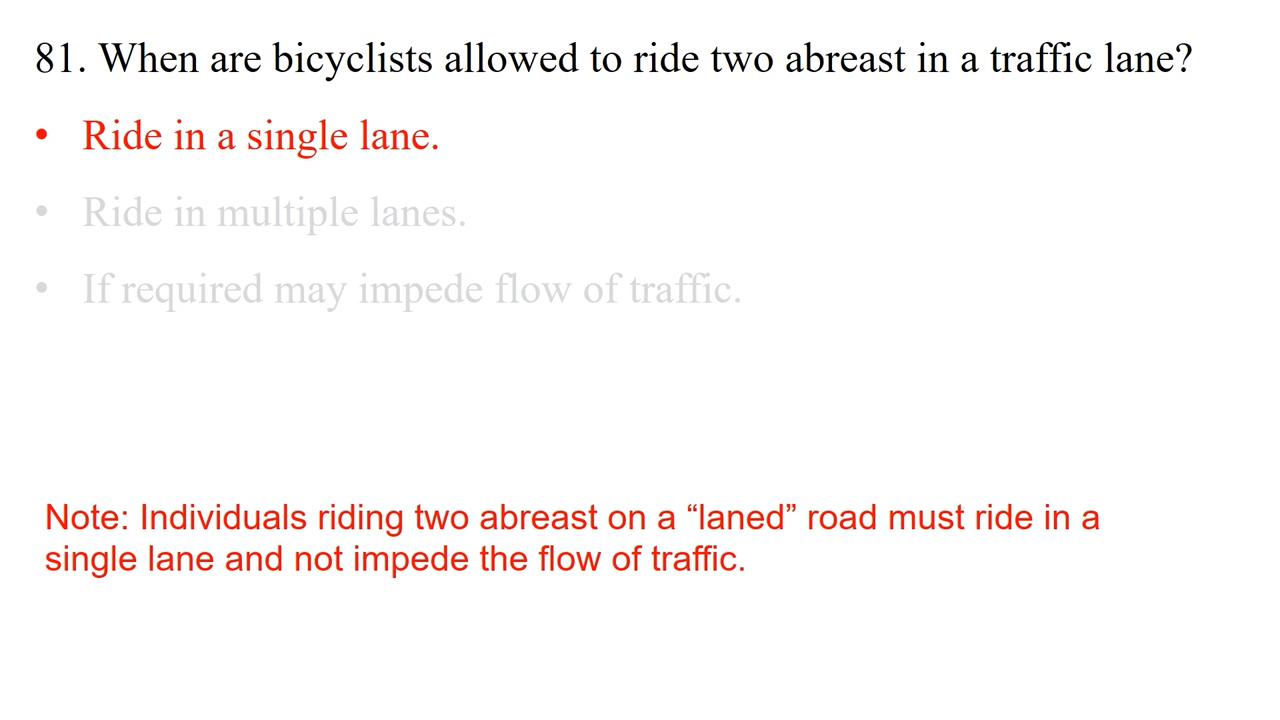 81. When are bicyclists allowed to ride two abreast in a traffic lane?
• Ride in a single lane.
• Ride in multiple lanes.
• If required may impede flow of traffic.
Note: Individuals riding two abreast on a “laned” road must ride in a
single lane and not impede the flow of traffic.